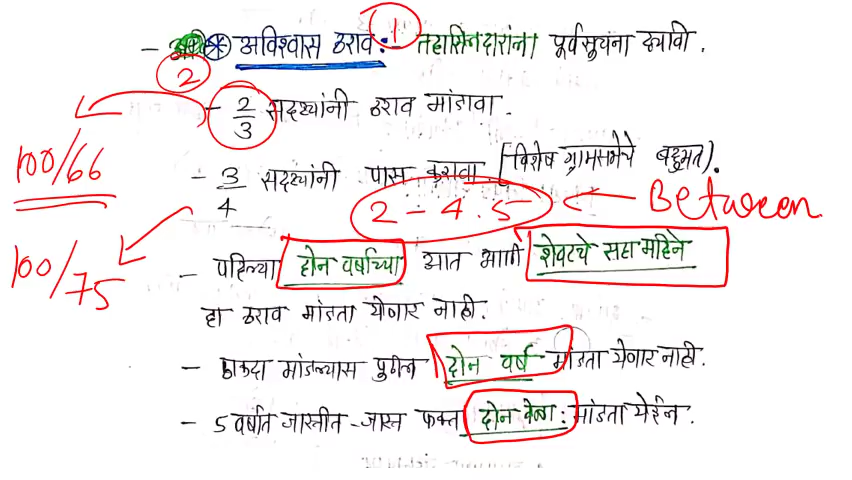 - अविश्वास ठराव :- 1 तहसिलदारांना पूर्वसूचना द्यावी.
2
- 2/3 सदस्यांनी ठराव मांडावा.
100/66
- 3/4 सदस्यांनी पास करावा (विशेष ग्रामसभेचे बहुमत).
2 - 4.5 ← Between
100/75
- पहिल्या दोन वर्षाच्या आत आणि शेवटचे सहा महिने
हा ठराव मांडता येणार नाही.
- एकदा मांडल्यास पुढील दोन वर्ष मांडता येणार नाही.
- 5 वर्षात जास्तीत-जास्त फक्त दोन वेळा: मांडता येईल.